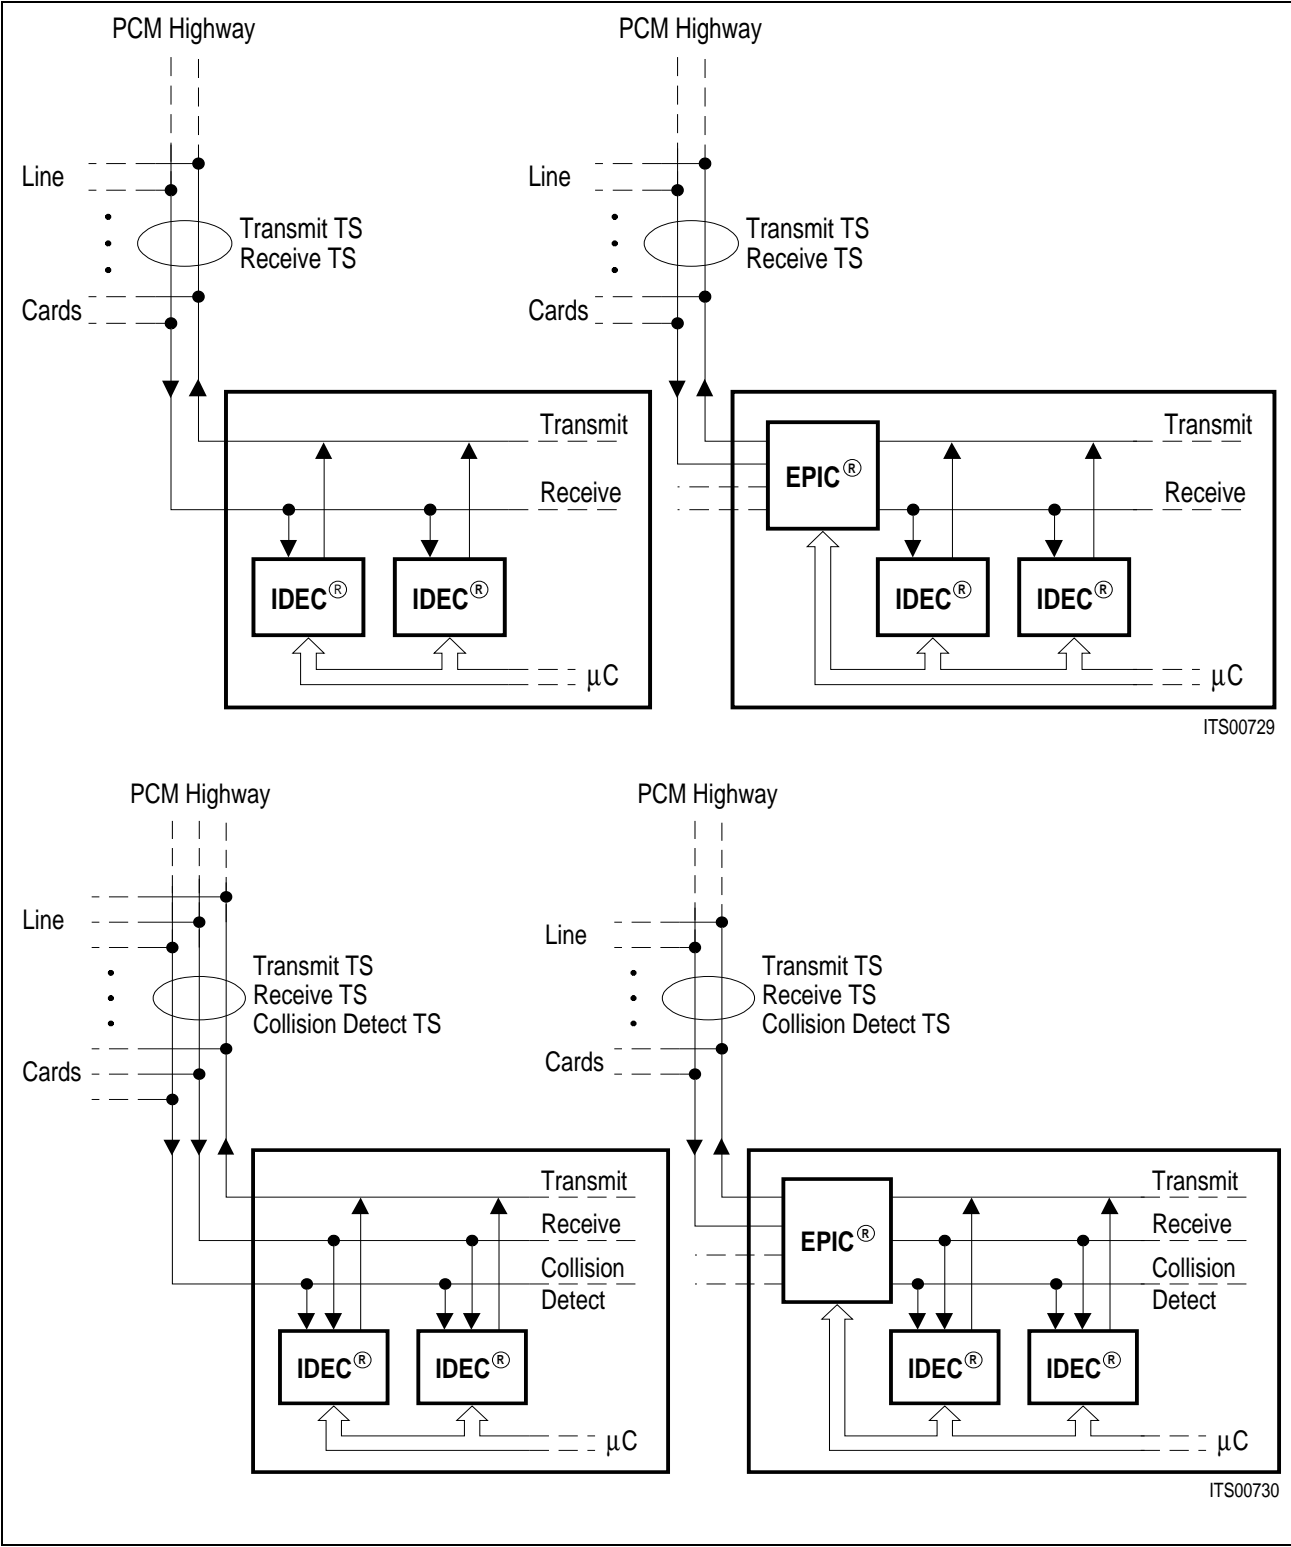 PCM Highway
Line
Transmit TS
Receive TS
Cards
Transmit
Receive
IDEC®
IDEC®
µC
PCM Highway
Line
Transmit TS
Receive TS
Cards
EPIC®
Transmit
Receive
IDEC®
IDEC®
µC
ITS00729
PCM Highway
Line
Transmit TS
Receive TS
Collision Detect TS
Cards
Transmit
Receive
Collision
Detect
IDEC®
IDEC®
µC
PCM Highway
Line
Transmit TS
Receive TS
Collision Detect TS
Cards
EPIC®
Transmit
Receive
Collision
Detect
IDEC®
IDEC®
µC
ITS00730